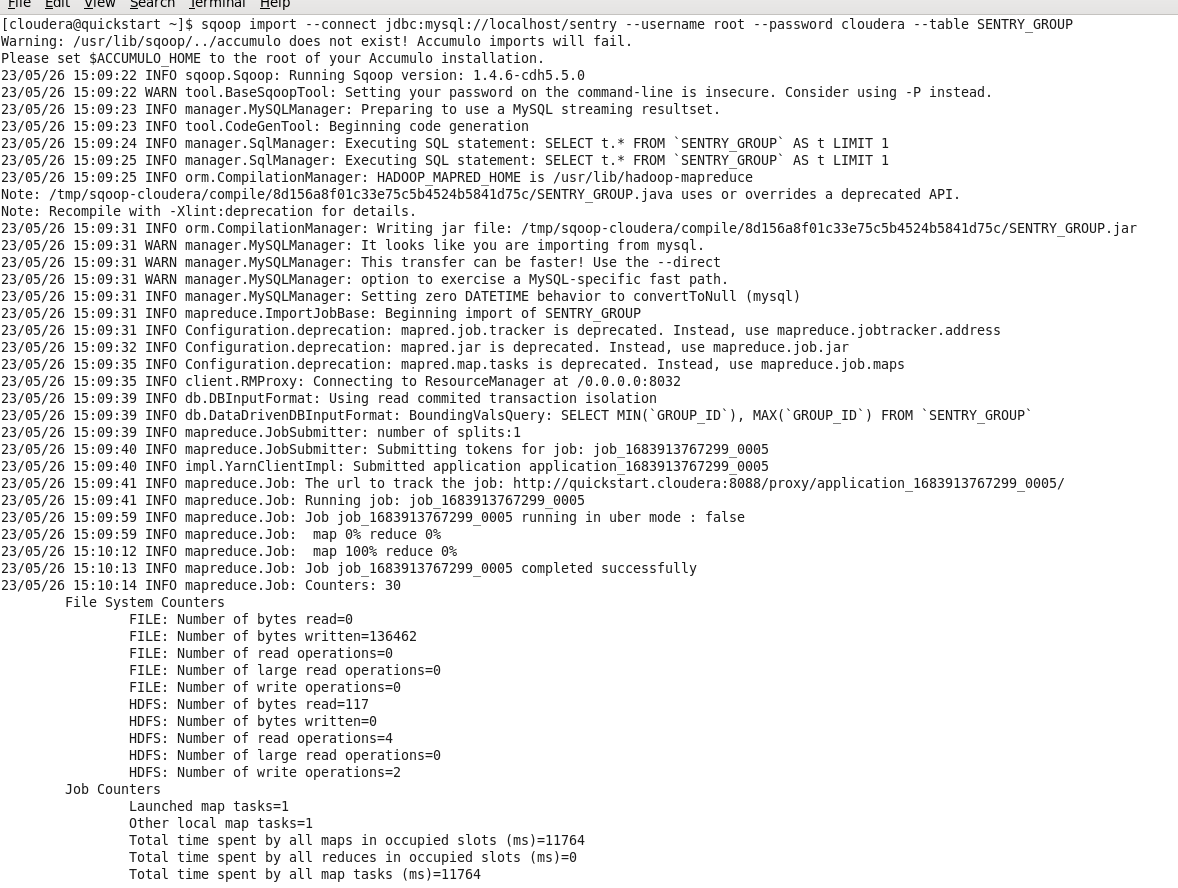 File Edit View Search Terminal Help
[cloudera@quickstart ~]$ sqoop import --connect jdbc:mysql://localhost/sentry --username root --password cloudera --table SENTRY_GROUP
Warning: /usr/lib/sqoop/../accumulo does not exist! Accumulo imports will fail.
Please set $ACCUMULO_HOME to the root of your Accumulo installation.
23/05/26 15:09:22 INFO sqoop.Sqoop: Running Sqoop version: 1.4.6-cdh5.5.0
23/05/26 15:09:22 WARN tool.BaseSqoopTool: Setting your password on the command-line is insecure. Consider using -P instead.
23/05/26 15:09:23 INFO manager.MySQLManager: Preparing to use a MySQL streaming resultset.
23/05/26 15:09:23 INFO tool.CodeGenTool: Beginning code generation
23/05/26 15:09:24 INFO manager.SqlManager: Executing SQL statement: SELECT t.* FROM `SENTRY_GROUP` AS t LIMIT 1
23/05/26 15:09:25 INFO manager.SqlManager: Executing SQL statement: SELECT t.* FROM `SENTRY_GROUP` AS t LIMIT 1
23/05/26 15:09:25 INFO orm.CompilationManager: HADOOP_MAPRED_HOME is /usr/lib/hadoop-mapreduce
Note: /tmp/sqoop-cloudera/compile/8d156a8f01c33e75c5b4524b5841d75c/SENTRY_GROUP.java uses or overrides a deprecated API.
Note: Recompile with -Xlint:deprecation for details.
23/05/26 15:09:31 INFO orm.CompilationManager: Writing jar file: /tmp/sqoop-cloudera/compile/8d156a8f01c33e75c5b4524b5841d75c/SENTRY_GROUP.jar
23/05/26 15:09:31 WARN manager.MySQLManager: It looks like you are importing from mysql.
23/05/26 15:09:31 WARN manager.MySQLManager: This transfer can be faster! Use the --direct
23/05/26 15:09:31 WARN manager.MySQLManager: option to exercise a MySQL-specific fast path.
23/05/26 15:09:31 INFO manager.MySQLManager: Setting zero DATETIME behavior to convertToNull (mysql)
23/05/26 15:09:31 INFO mapreduce.ImportJobBase: Beginning import of SENTRY_GROUP
23/05/26 15:09:31 INFO Configuration.deprecation: mapred.job.tracker is deprecated. Instead, use mapreduce.jobtracker.address
23/05/26 15:09:32 INFO Configuration.deprecation: mapred.jar is deprecated. Instead, use mapreduce.job.jar
23/05/26 15:09:35 INFO Configuration.deprecation: mapred.map.tasks is deprecated. Instead, use mapreduce.job.maps
23/05/26 15:09:35 INFO client.RMProxy: Connecting to ResourceManager at /0.0.0.0:8032
23/05/26 15:09:39 INFO db.DBInputFormat: Using read commited transaction isolation
23/05/26 15:09:39 INFO db.DataDrivenDBInputFormat: BoundingValsQuery: SELECT MIN(`GROUP_ID`), MAX(`GROUP_ID`) FROM `SENTRY_GROUP`
23/05/26 15:09:39 INFO mapreduce.JobSubmitter: number of splits:1
23/05/26 15:09:40 INFO mapreduce.JobSubmitter: Submitting tokens for job: job_1683913767299_0005
23/05/26 15:09:40 INFO impl.YarnClientImpl: Submitted application application_1683913767299_0005
23/05/26 15:09:41 INFO mapreduce.Job: The url to track the job: http://quickstart.cloudera:8088/proxy/application_1683913767299_0005/
23/05/26 15:09:41 INFO mapreduce.Job: Running job: job_1683913767299_0005
23/05/26 15:09:59 INFO mapreduce.Job: Job job_1683913767299_0005 running in uber mode : false
23/05/26 15:09:59 INFO mapreduce.Job:  map 0% reduce 0%
23/05/26 15:10:12 INFO mapreduce.Job:  map 100% reduce 0%
23/05/26 15:10:13 INFO mapreduce.Job: Job job_1683913767299_0005 completed successfully
23/05/26 15:10:14 INFO mapreduce.Job: Counters: 30
File System Counters
FILE: Number of bytes read=0
FILE: Number of bytes written=136462
FILE: Number of read operations=0
FILE: Number of large read operations=0
FILE: Number of write operations=0
HDFS: Number of bytes read=117
HDFS: Number of bytes written=0
HDFS: Number of read operations=4
HDFS: Number of large read operations=0
HDFS: Number of write operations=2
Job Counters
Launched map tasks=1
Other local map tasks=1
Total time spent by all maps in occupied slots (ms)=11764
Total time spent by all reduces in occupied slots (ms)=0
Total time spent by all map tasks (ms)=11764